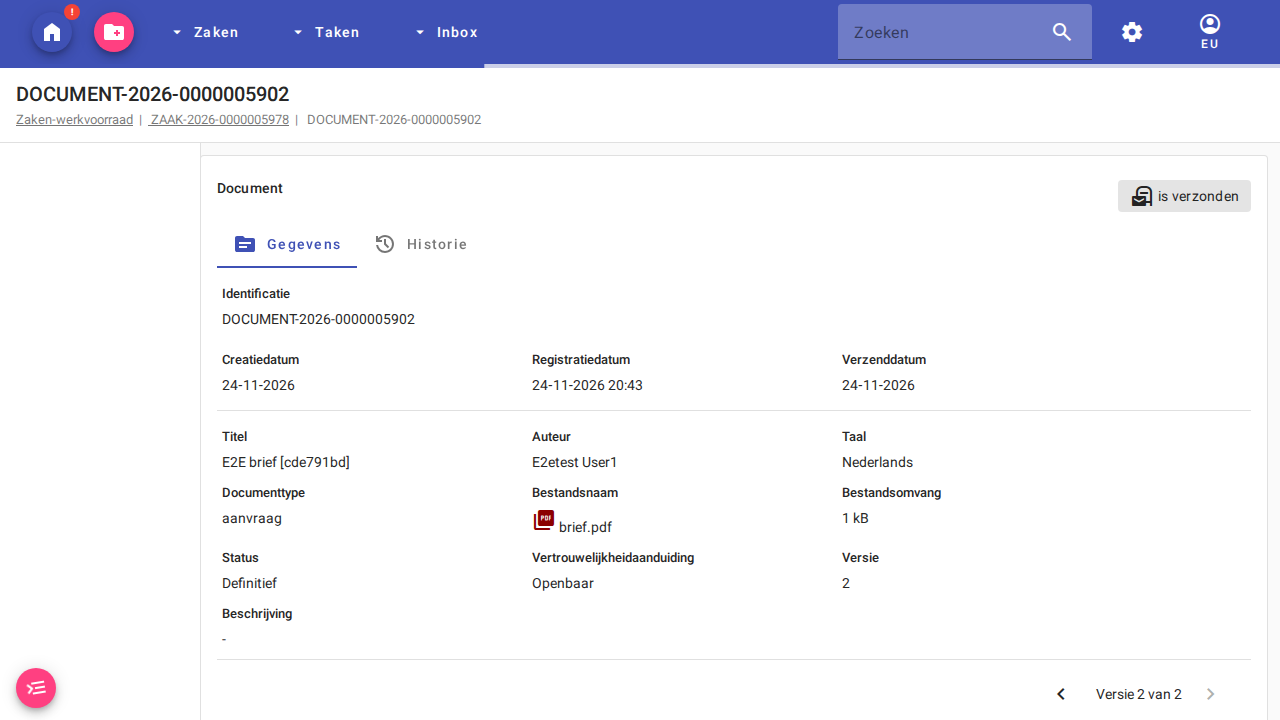 !
Zaken
Taken
Inbox
Zoeken
EU
DOCUMENT-2026-0000005902
Zaken-werkvoorraad | ZAAK-2026-0000005978 | DOCUMENT-2026-0000005902
Document
is verzonden
Gegevens
Historie
Identificatie
DOCUMENT-2026-0000005902
Creatiedatum Registratiedatum Verzenddatum
24-11-2026 24-11-2026 20:43 24-11-2026
Titel Auteur Taal
E2E brief [cde791bd] E2etest User1 Nederlands
Documenttype Bestandsnaam Bestandsomvang
aanvraag PDF brief.pdf 1 kB
Status Vertrouwelijkheidaanduiding Versie
Definitief Openbaar 2
Beschrijving
-
Versie 2 van 2